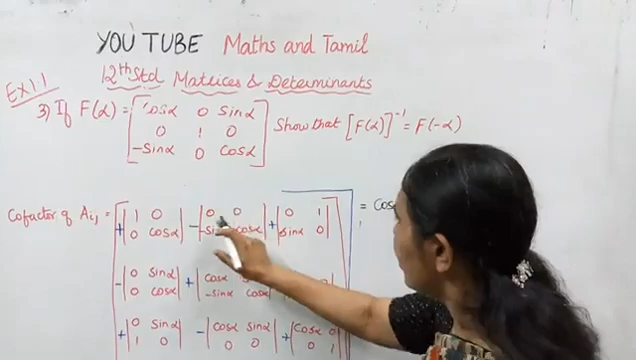 YOU TUBE Maths and Tamil
12th Std Matrices & Determinants
EX 1.1
3) If F(α) = [ Cosα 0 Sinα Show that [F(α)]⁻¹ = F(-α)
0 1 0
-Sinα 0 Cosα ]
Cofactor of Aij = [ +| 1 0 | -| 0 0 | +| 0 1 | ] = Cos
0 Cosα | -Sinα Cosα | Sinα 0 |
-| 0 Sinα | +| Cosα
0 Cosα | -Sinα Cosα |
+| 0 Sinα | -| Cosα Sinα | +| Cosα 0
1 0 | 0 0 | 0 1 |